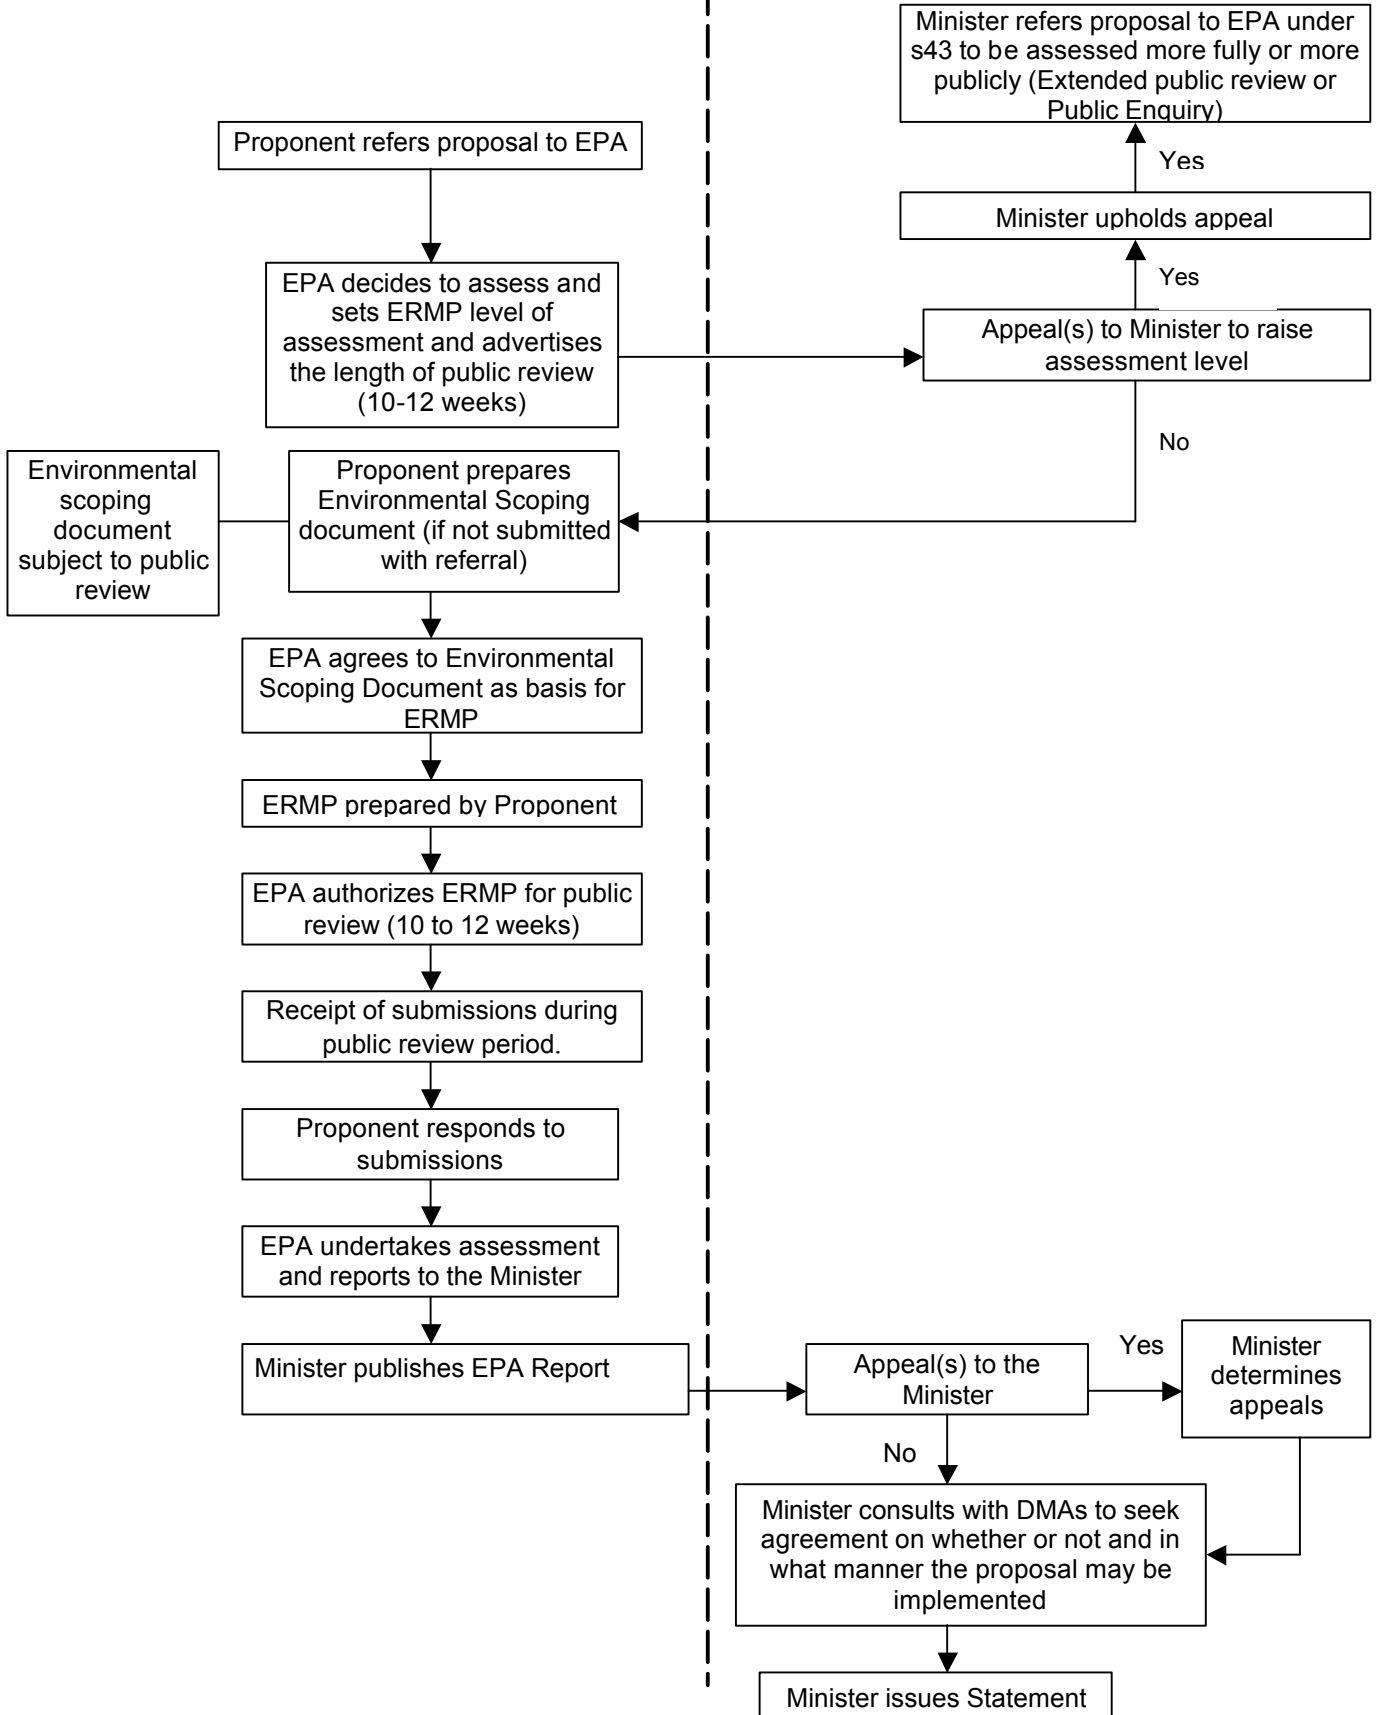 Minister refers proposal to EPA under
s43 to be assessed more fully or more
publicly (Extended public review or
Public Enquiry)
Proponent refers proposal to EPA
Yes
Minister upholds appeal
Yes
EPA decides to assess and
sets ERMP level of
assessment and advertises
the length of public review
(10-12 weeks)
Appeal(s) to Minister to raise
assessment level
No
Environmental
scoping
document
subject to public
review
Proponent prepares
Environmental Scoping
document (if not submitted
with referral)
EPA agrees to Environmental
Scoping Document as basis for
ERMP
ERMP prepared by Proponent
EPA authorizes ERMP for public
review (10 to 12 weeks)
Receipt of submissions during
public review period.
Proponent responds to
submissions
EPA undertakes assessment
and reports to the Minister
Minister publishes EPA Report
Appeal(s) to the
Minister
Yes
Minister
determines
appeals
No
Minister consults with DMAs to seek
agreement on whether or not and in
what manner the proposal may be
implemented
Minister issues Statement